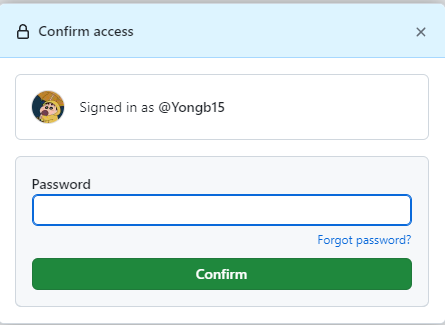 Confirm access
Signed in as @Yongb15
Password
Forgot password?
Confirm